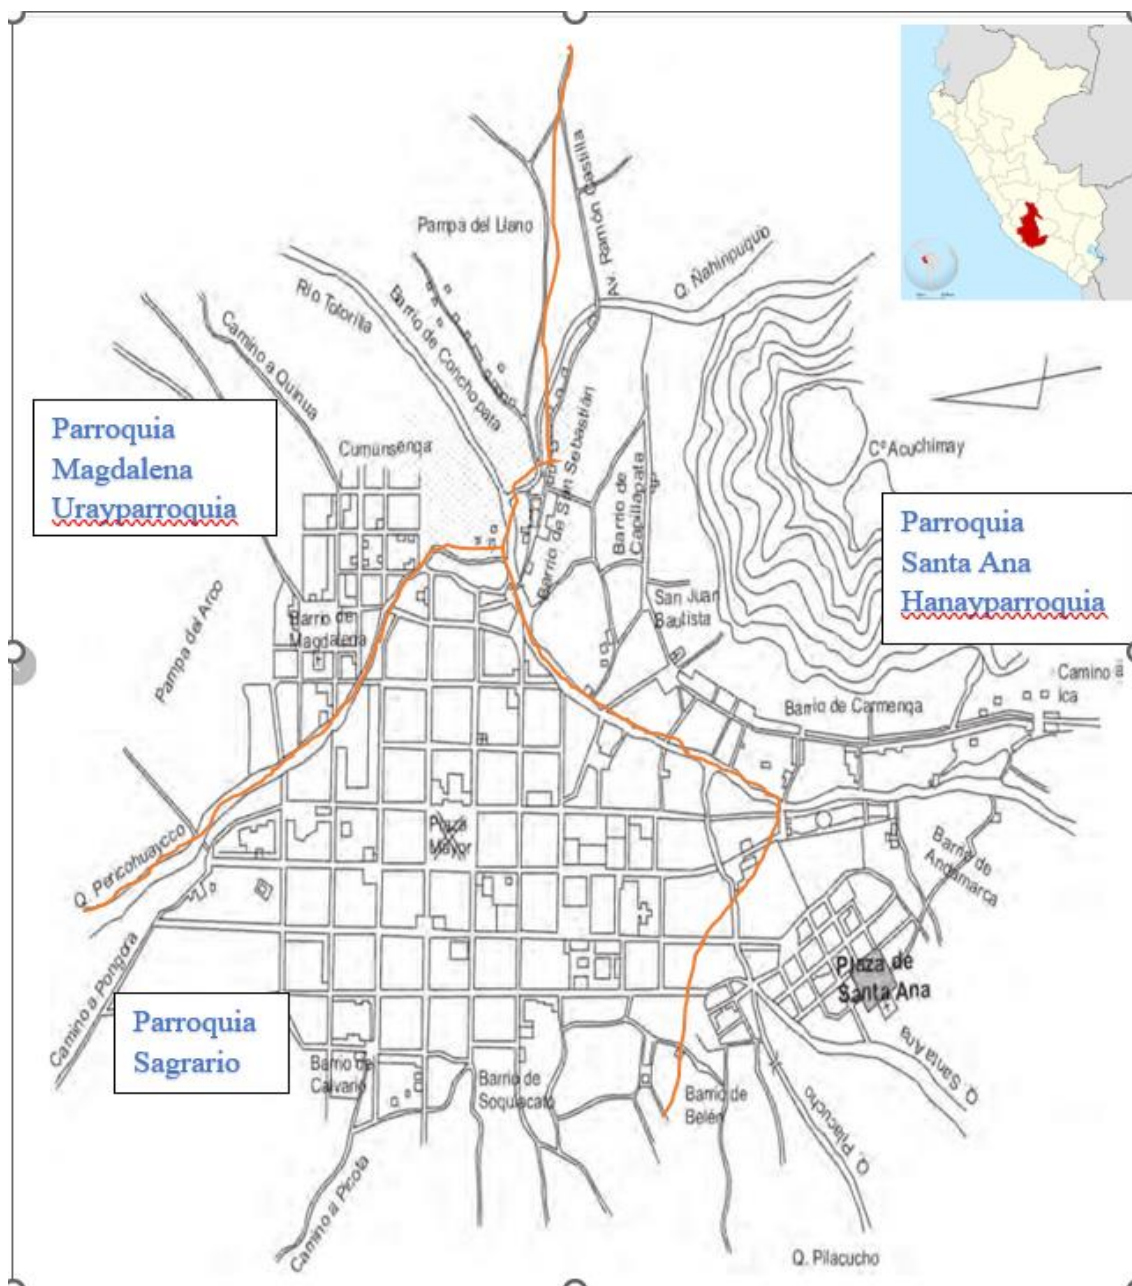 Av. Ramón Castilla
Pampa del Llano
Q. Ñahinpuquio
Río Totorilla
Barrio de Conchopata
Camino a Quinua
Parroquia
Magdalena
Urayparroquia
Cumunsenga
Barrio de San Sebastián
Barrio de
Capillapata
Cº Acuchimay
Parroquia
Santa Ana
Hanayparroquia
Pampa del Arco
Barrio de
Magdalena
San Juan
Bautista
Camino a
Ica
Barrio de Carmenqa
Q. Pericohuaycco
Plaza
Mayor
Barrio de
Andamarca
Plaza de
Santa Ana
Camino a Pongora
Parroquia
Sagrario
Barrio de
Calvario
Barrio de
Soquiacato
Barrio de
Belén
Q. Santa Ana
Q. Pilacucho
Camino a Picota
Q. Pilacucho